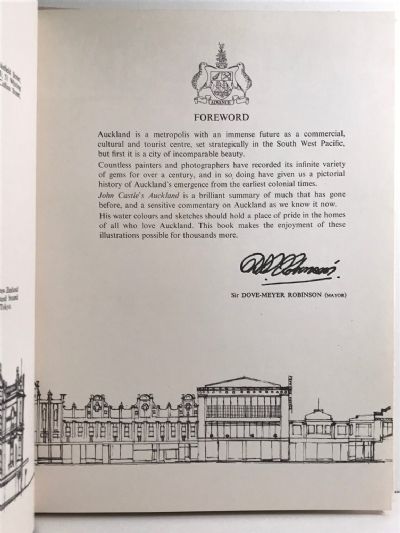 ADVANCE
FOREWORD
Auckland is a metropolis with an immense future as a commercial,
cultural and tourist centre, set strategically in the South West Pacific,
but first it is a city of incomparable beauty.
Countless painters and photographers have recorded its infinite variety
of gems for over a century, and in so doing have given us a pictorial
history of Auckland's emergence from the earliest colonial times.
John Castle's Auckland is a brilliant summary of much that has gone
before, and a sensitive commentary on Auckland as we know it now.
His water colours and sketches should hold a place of pride in the homes
of all who love Auckland. This book makes the enjoyment of these
illustrations possible for thousands more.
Sir DOVE-MEYER ROBINSON (MAYOR)
Zealand
bound
Tokyo.